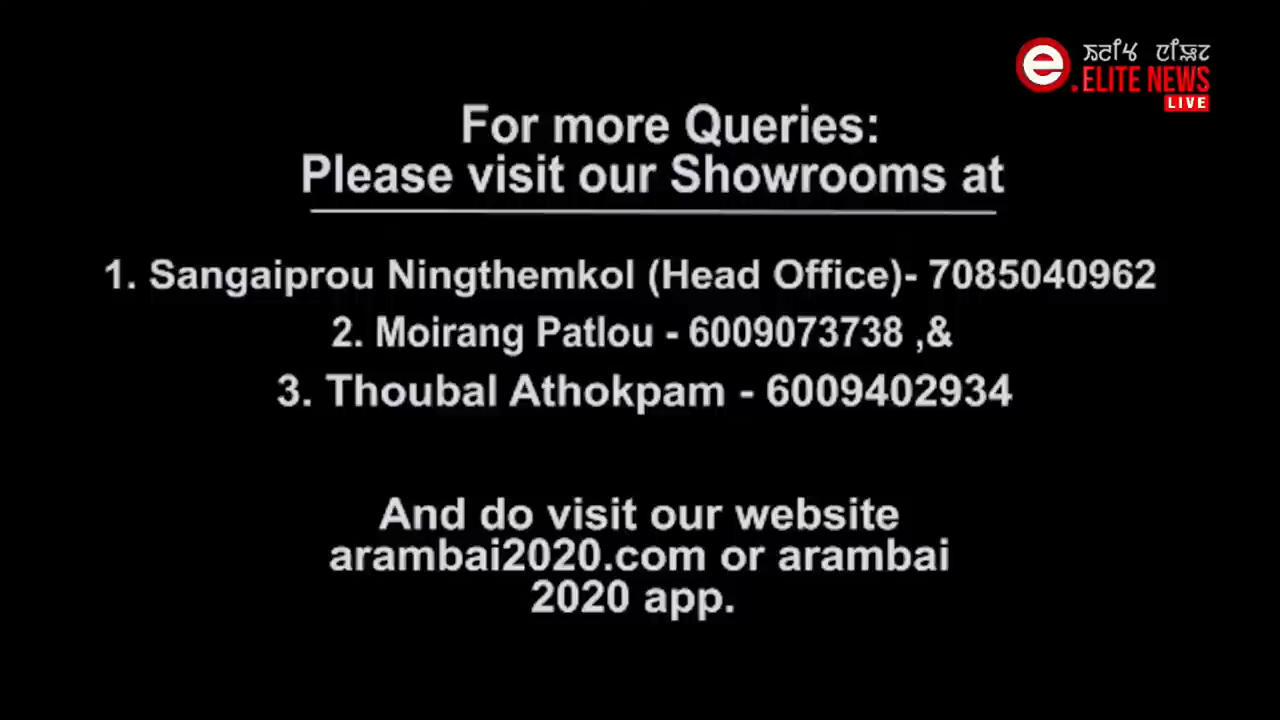 ELITE NEWS
LIVE
For more Queries:
Please visit our Showrooms at
1. Sangaiprou Ningthemkol (Head Office)- 7085040962
2. Moirang Patlou - 6009073738 ,&
3. Thoubal Athokpam - 6009402934
And do visit our website
arambai2020.com or arambai
2020 app.